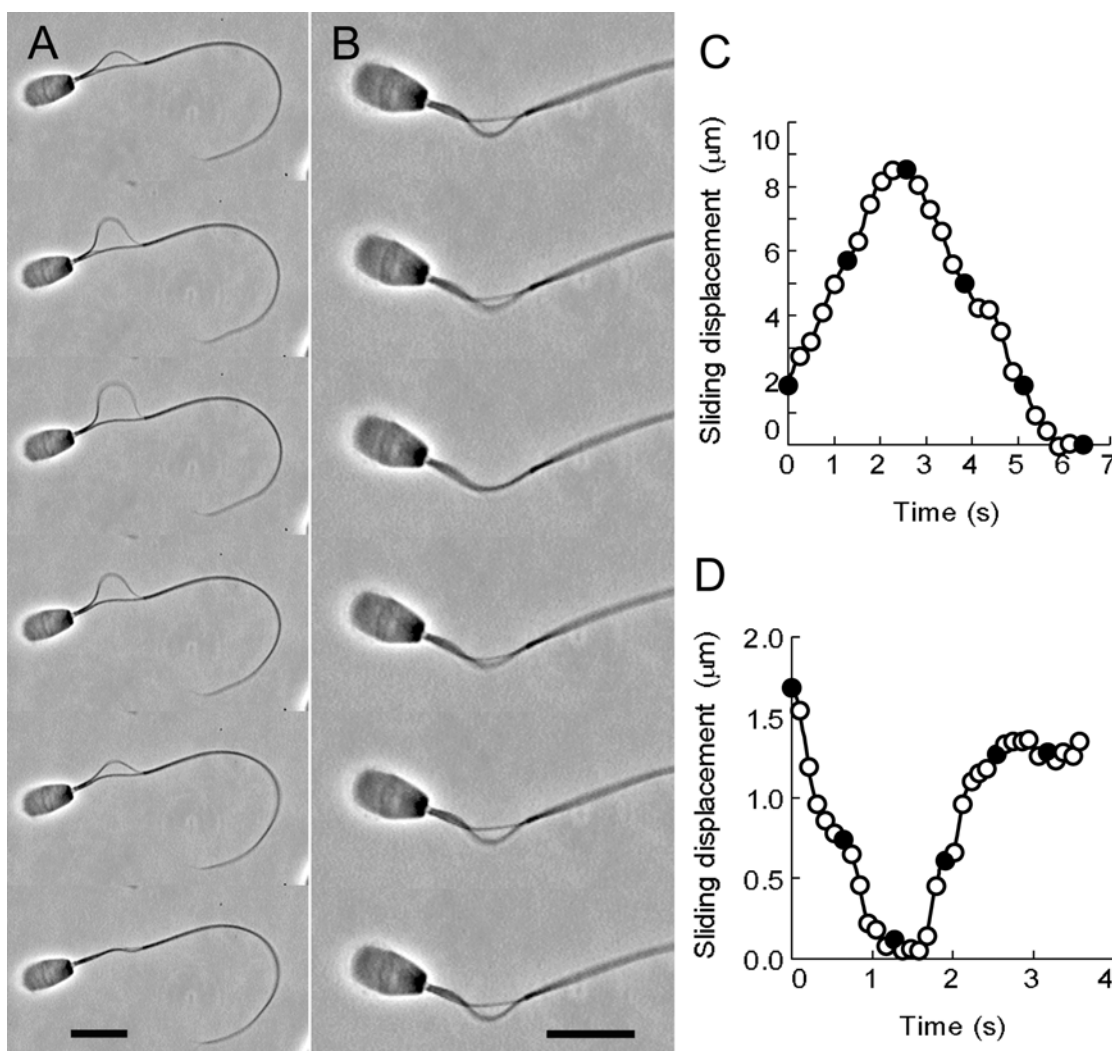 A
B
C
Sliding displacement (μm)
10
8
6
4
2
0
0 1 2 3 4 5 6 7
Time (s)
D
Sliding displacement (μm)
2.0
1.5
1.0
0.5
0.0
0 1 2 3 4
Time (s)